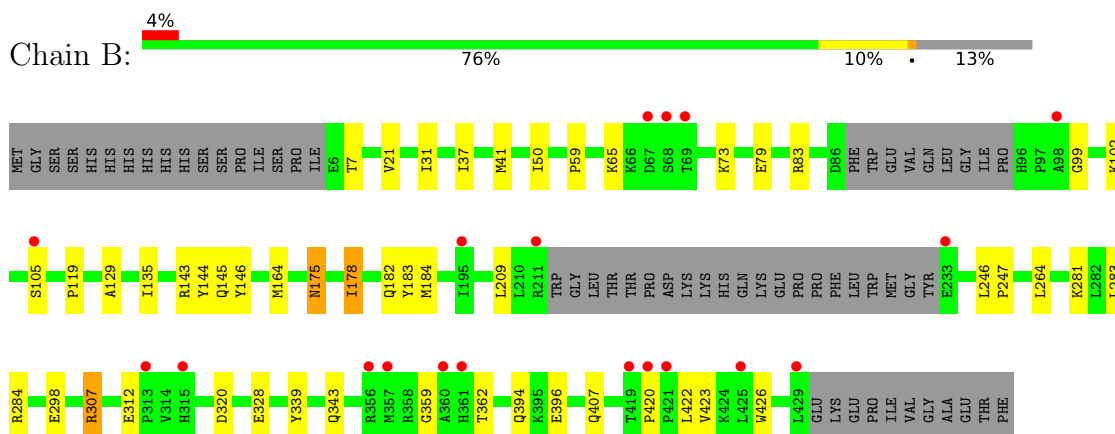 4%
Chain B:
76% 10% • 13%
MET GLY SER SER HIS HIS HIS HIS HIS HIS SER SER PRO ILE SER PRO ILE E6 T7 V21 I31 I37 M41 I50 P59 K65 K66 D67 S68 T69 K73 E79 R83 D86 PHE TRP GLU VAL GLN LEU GLY ILE PRO H96 P97 A98 G99 K102
S105 P119 A129 I135 R143 Y144 Q145 Y146 M164 N175 I178 Q182 Y183 M184 I195 L209 L210 R211 TRP GLY LEU THR THR PRO ASP LYS LYS HIS GLN LYS GLU PRO PRO PHE LEU TRP MET GLY TYR E233 L246 P247 L264 K281 L282 L283
R284 E298 R307 E312 P313 V314 H315 D320 E328 Y339 Q343 R356 M357 R358 G359 A360 H361 T362 Q394 K395 E396 Q407 T419 P420 P421 L422 V423 K424 L425 W426 L429 GLU LYS GLU PRO ILE VAL GLY ALA GLU THR PHE